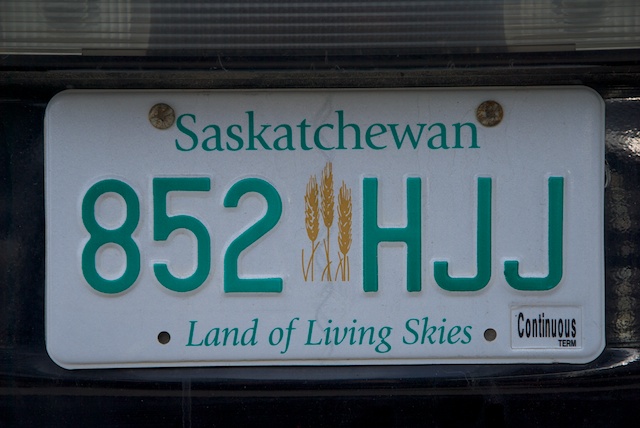 Saskatchewan
852 HJJ
Land of Living Skies
Continuous
TERM